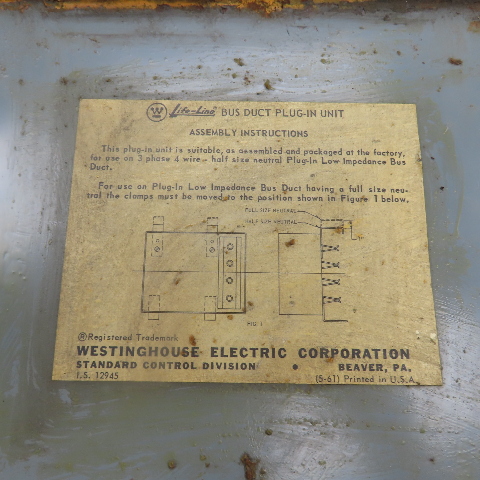 W Life-Line BUS DUCT PLUG-IN UNIT
ASSEMBLY INSTRUCTIONS
This plug-in unit is suitable, as assembled and packaged at the factory,
for use on 3 phase 4 wire - half size neutral Plug-In Low Impedance Bus
Duct.
For use on Plug-In Low Impedance Bus Duct having a full size neu-
tral the clamps must be moved to the position shown in Figure 1 below.
FULL SIZE NEUTRAL
HALF SIZE NEUTRAL
FIG. 1
®Registered Trademark
WESTINGHOUSE ELECTRIC CORPORATION
STANDARD CONTROL DIVISION • BEAVER, PA.
I.S. 12945 (5-61) Printed in U.S.A.